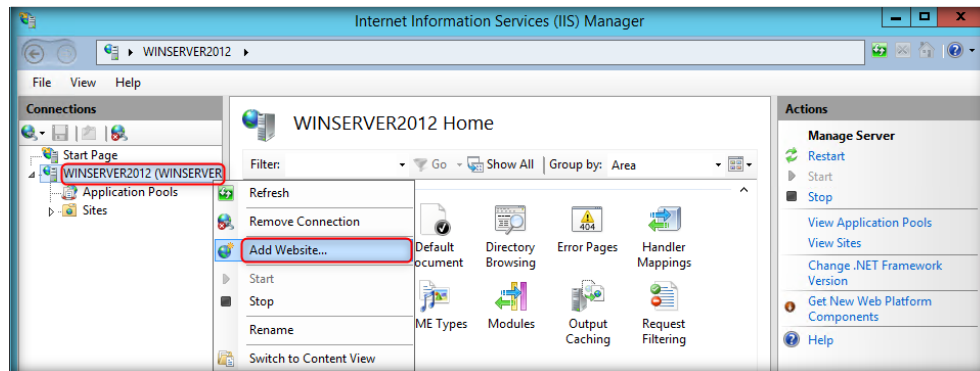 Internet Information Services (IIS) Manager
WINSERVER2012
File View Help
Connections
Start Page
WINSERVER2012 (WINSERVER
Application Pools
Sites
WINSERVER2012 Home
Filter: Go Show All Group by: Area
Refresh
Remove Connection
Add Website...
Start
Stop
Rename
Switch to Content View
Default
ocument
Directory
Browsing
404
Error Pages
Handler
Mappings
ME Types
Modules
Output
Caching
Request
Filtering
Actions
Manage Server
Restart
Start
Stop
View Application Pools
View Sites
Change .NET Framework
Version
Get New Web Platform
Components
Help